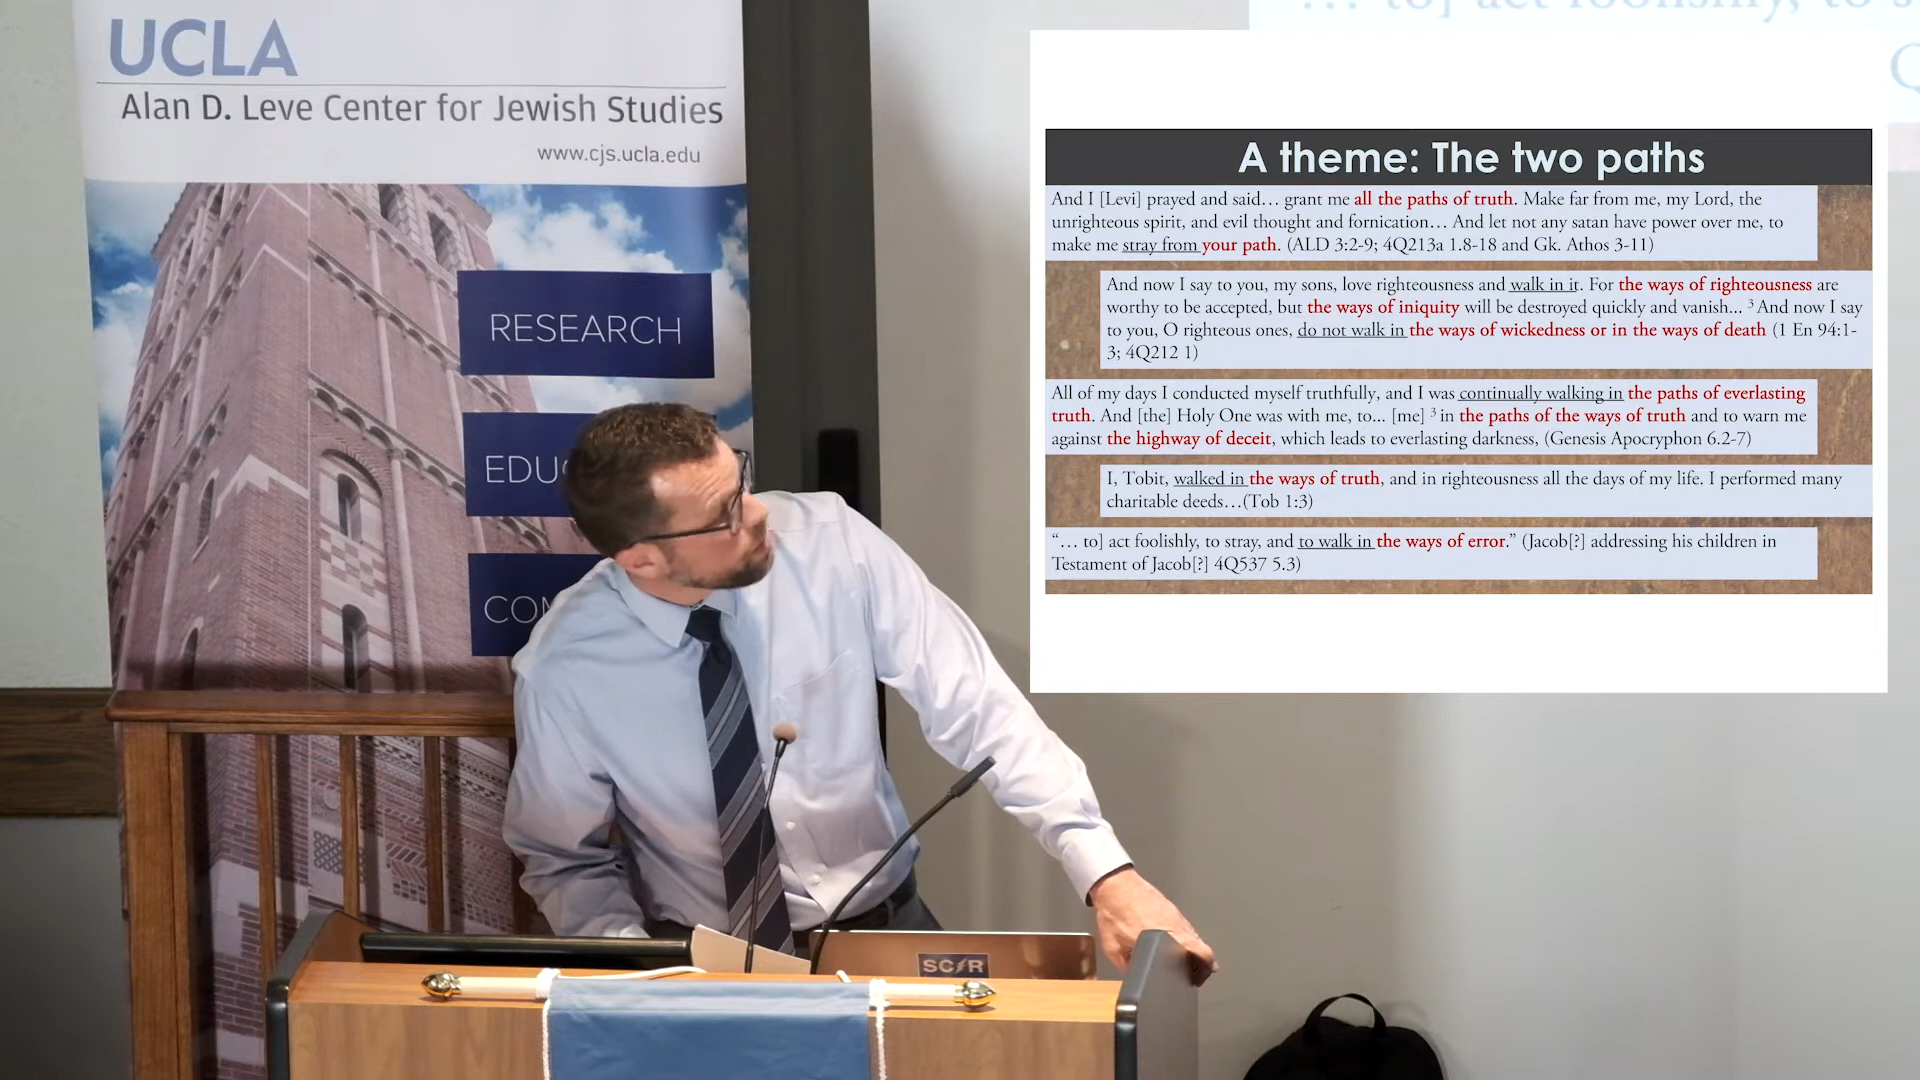 UCLA
Alan D. Leve Center for Jewish Studies
www.cjs.ucla.edu
RESEARCH
EDU
COM
SC R
… to] act foolishly, to s
A theme: The two paths
And I [Levi] prayed and said… grant me all the paths of truth. Make far from me, my Lord, the
unrighteous spirit, and evil thought and fornication… And let not any satan have power over me, to
make me stray from your path. (ALD 3:2-9; 4Q213a 1.8-18 and Gk. Athos 3-11)
And now I say to you, my sons, love righteousness and walk in it. For the ways of righteousness are
worthy to be accepted, but the ways of iniquity will be destroyed quickly and vanish... ³ And now I say
to you, O righteous ones, do not walk in the ways of wickedness or in the ways of death (1 En 94:1-
3; 4Q212 1)
All of my days I conducted myself truthfully, and I was continually walking in the paths of everlasting
truth. And [the] Holy One was with me, to... [me] ³ in the paths of the ways of truth and to warn me
against the highway of deceit, which leads to everlasting darkness, (Genesis Apocryphon 6.2-7)
I, Tobit, walked in the ways of truth, and in righteousness all the days of my life. I performed many
charitable deeds…(Tob 1:3)
“… to] act foolishly, to stray, and to walk in the ways of error.” (Jacob[?] addressing his children in
Testament of Jacob[?] 4Q537 5.3)